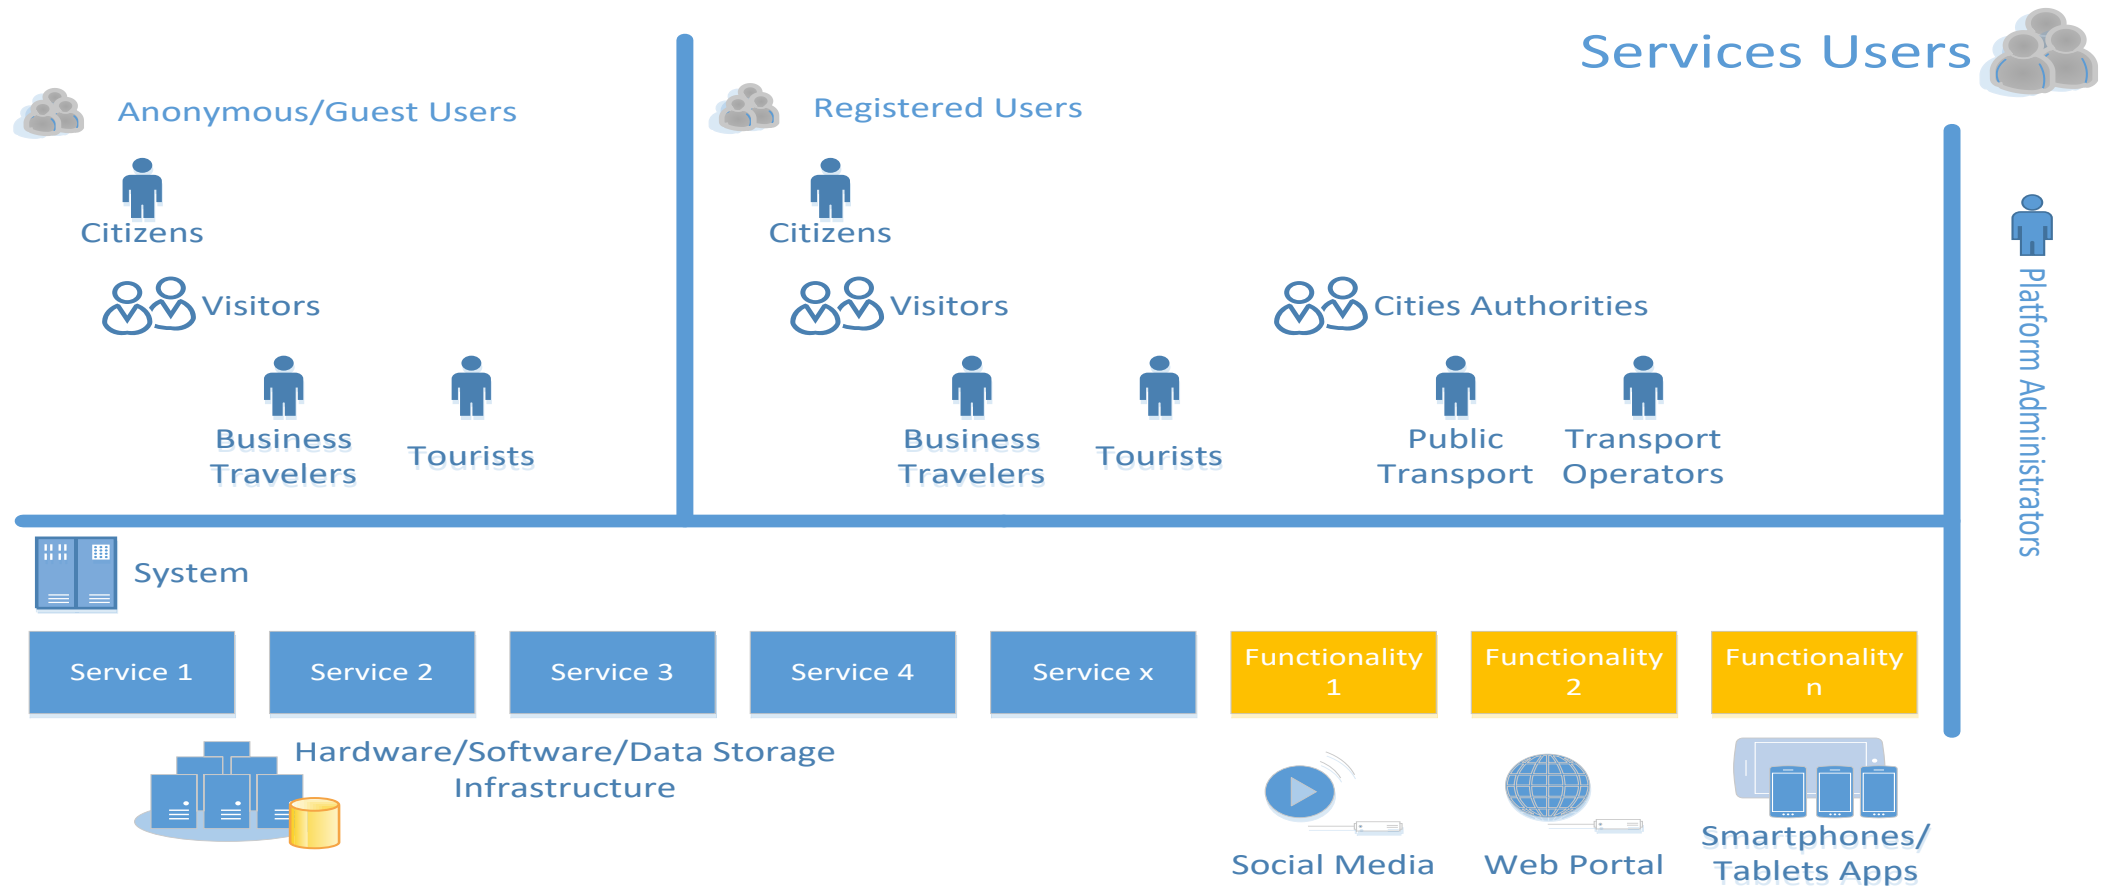 Services Users
Anonymous/Guest Users
Registered Users
Citizens
Citizens
Visitors
Visitors
Cities Authorities
Business
Travelers
Tourists
Business
Travelers
Tourists
Public
Transport
Transport
Operators
Platform Administrators
System
Service 1
Service 2
Service 3
Service 4
Service x
Functionality
1
Functionality
2
Functionality
n
Hardware/Software/Data Storage
Infrastructure
Social Media
Web Portal
Smartphones/
Tablets Apps